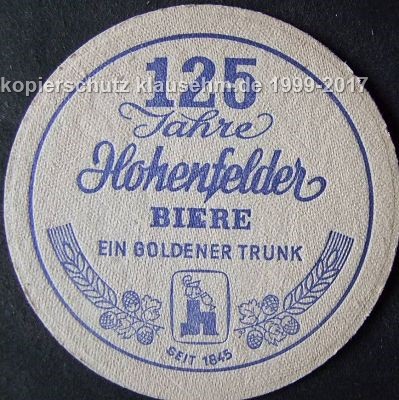 125
kopierschutz klausehm.de 1999-2017
Jahre
Hohenfelder
BIERE
EIN GOLDENER TRUNK
H
SEIT 1845